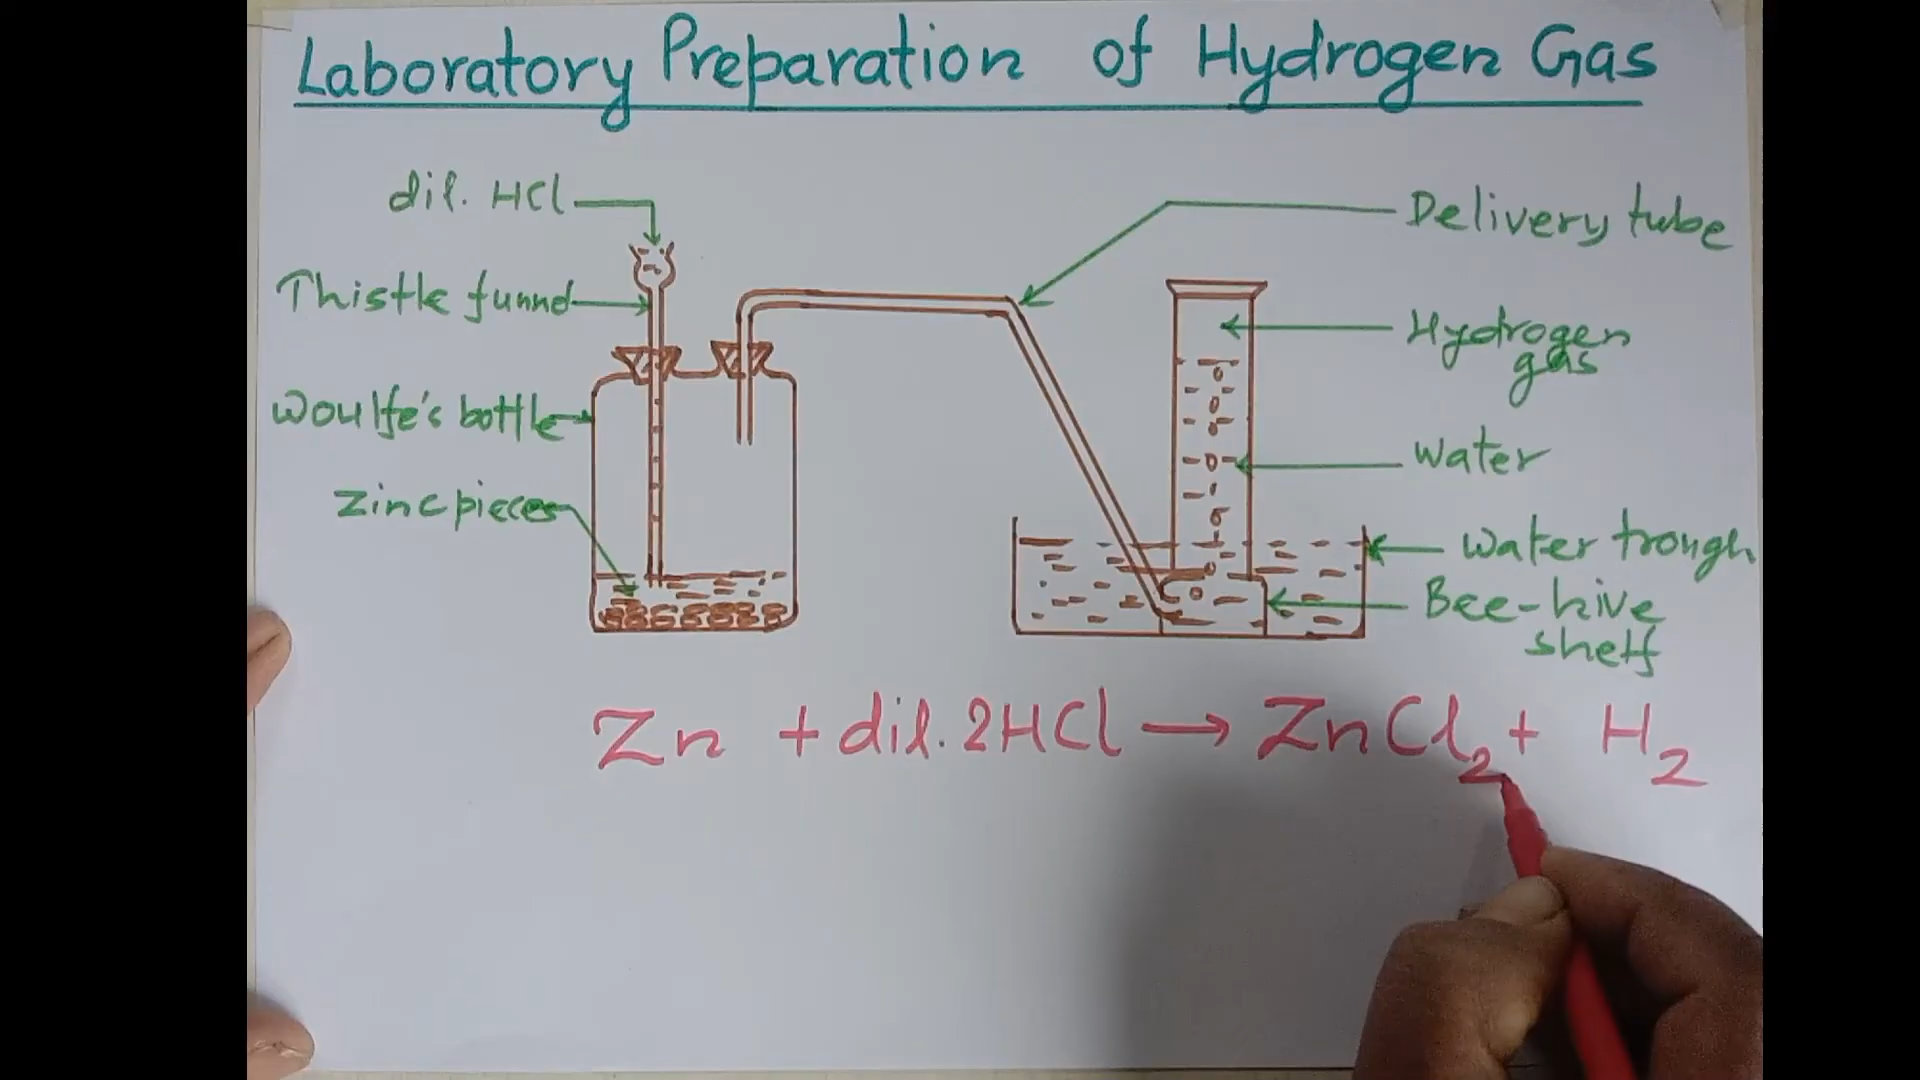 Laboratory Preparation of Hydrogen Gas
dil. HCl
Thistle funnel
Woulfe's bottle
Zinc pieces
Delivery tube
Hydrogen
gas
Water
Water trough
Bee-hive
shelf
Zn + dil. 2HCl → ZnCl₂ + H₂